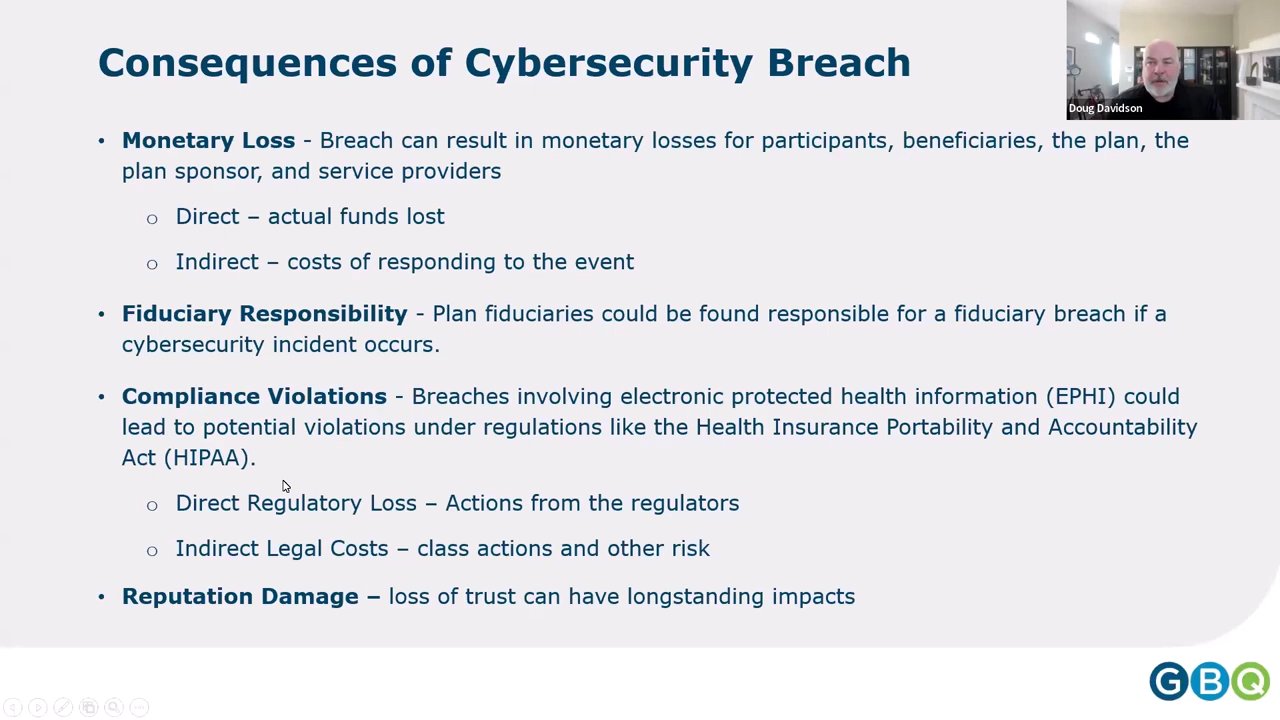 Consequences of Cybersecurity Breach
Doug Davidson
• Monetary Loss - Breach can result in monetary losses for participants, beneficiaries, the plan, the
plan sponsor, and service providers
o Direct – actual funds lost
o Indirect – costs of responding to the event
• Fiduciary Responsibility - Plan fiduciaries could be found responsible for a fiduciary breach if a
cybersecurity incident occurs.
• Compliance Violations - Breaches involving electronic protected health information (EPHI) could
lead to potential violations under regulations like the Health Insurance Portability and Accountability
Act (HIPAA).
o Direct Regulatory Loss – Actions from the regulators
o Indirect Legal Costs – class actions and other risk
• Reputation Damage – loss of trust can have longstanding impacts
GBQ